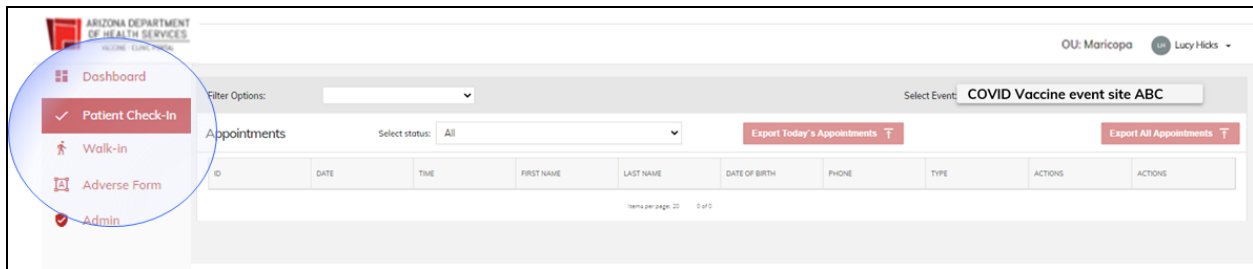 ARIZONA DEPARTMENT
OF HEALTH SERVICES
VACCINE - CLINIC PORTAL
OU: Maricopa LH Lucy Hicks
Dashboard
Patient Check-In
Walk-in
Adverse Form
Admin
Filter Options: Select Event: COVID Vaccine event site ABC
Appointments Select status: All Export Today's Appointments Export All Appointments
ID DATE TIME FIRST NAME LAST NAME DATE OF BIRTH PHONE TYPE ACTIONS ACTIONS
Items per page: 20 0 of 0